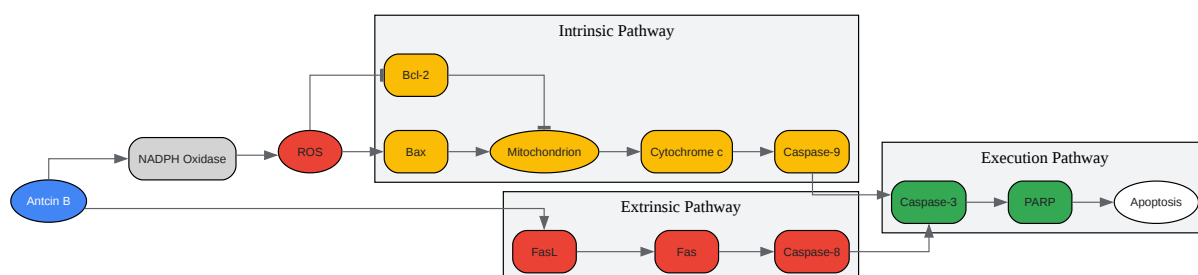 Intrinsic Pathway
Bcl-2
NADPH Oxidase
ROS
Bax
Mitochondrion
Cytochrome c
Caspase-9
Execution Pathway
Antcin B
Extrinsic Pathway
Caspase-3
PARP
Apoptosis
FasL
Fas
Caspase-8